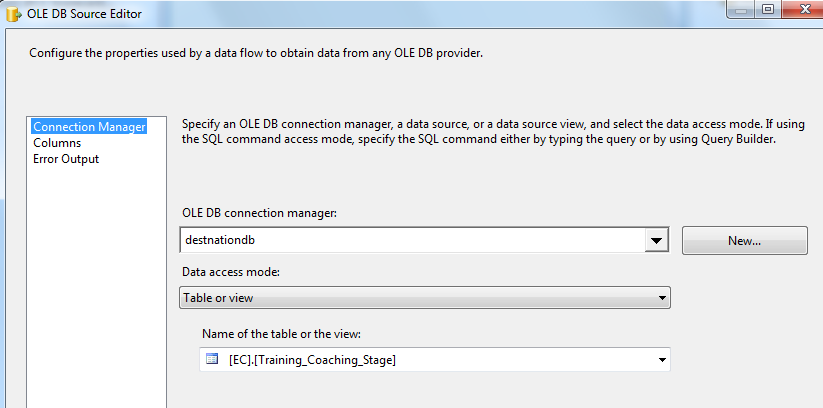 OLE DB Source Editor
Configure the properties used by a data flow to obtain data from any OLE DB provider.
Connection Manager
Columns
Error Output
Specify an OLE DB connection manager, a data source, or a data source view, and select the data access mode. If using
the SQL command access mode, specify the SQL command either by typing the query or by using Query Builder.
OLE DB connection manager:
destnationdb
New...
Data access mode:
Table or view
Name of the table or the view:
[EC].[Training_Coaching_Stage]